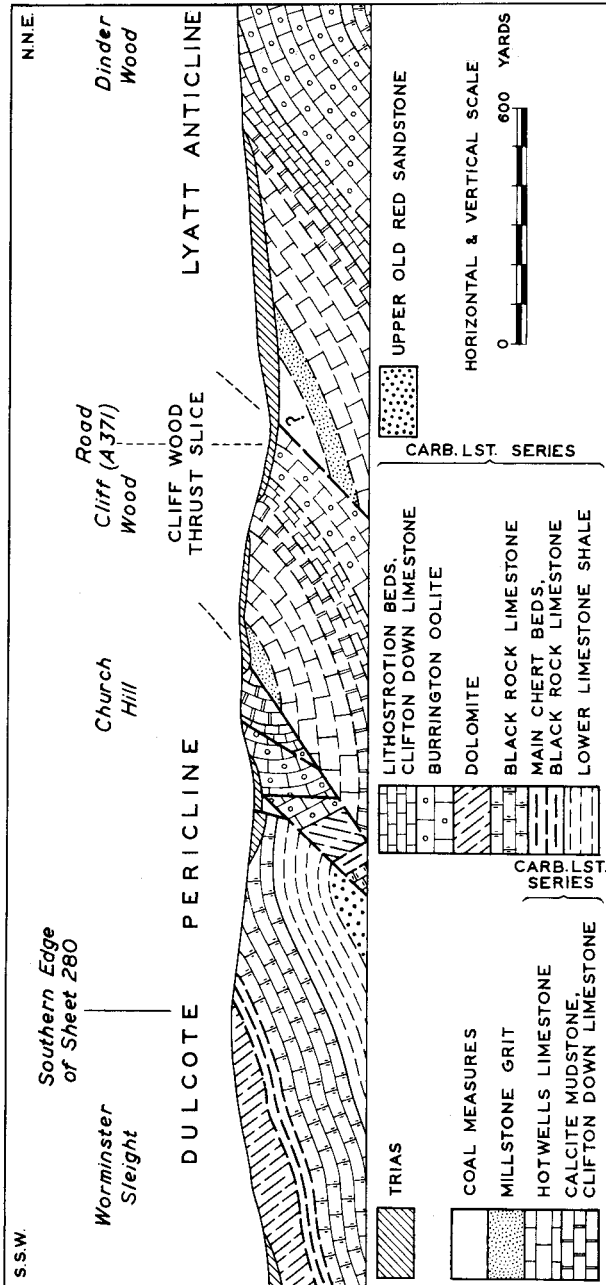 S.S.W.
N.N.E.
Southern Edge
of Sheet 280
Worminster
Sleight
Church
Hill
Road
Cliff (A 371)
Wood
Dinder
Wood
DULCOTE PERICLINE
CLIFF WOOD
THRUST SLICE
LYATT ANTICLINE
?
TRIAS
COAL MEASURES
MILLSTONE GRIT
HOTWELLS LIMESTONE
CALCITE MUDSTONE,
CLIFTON DOWN LIMESTONE
CARB. LST.
SERIES
LITHOSTROTION BEDS,
CLIFTON DOWN LIMESTONE
BURRINGTON OOLITE
DOLOMITE
BLACK ROCK LIMESTONE
MAIN CHERT BEDS,
BLACK ROCK LIMESTONE
LOWER LIMESTONE SHALE
CARB. LST. SERIES
UPPER OLD RED SANDSTONE
HORIZONTAL & VERTICAL SCALE
0 600 YARDS